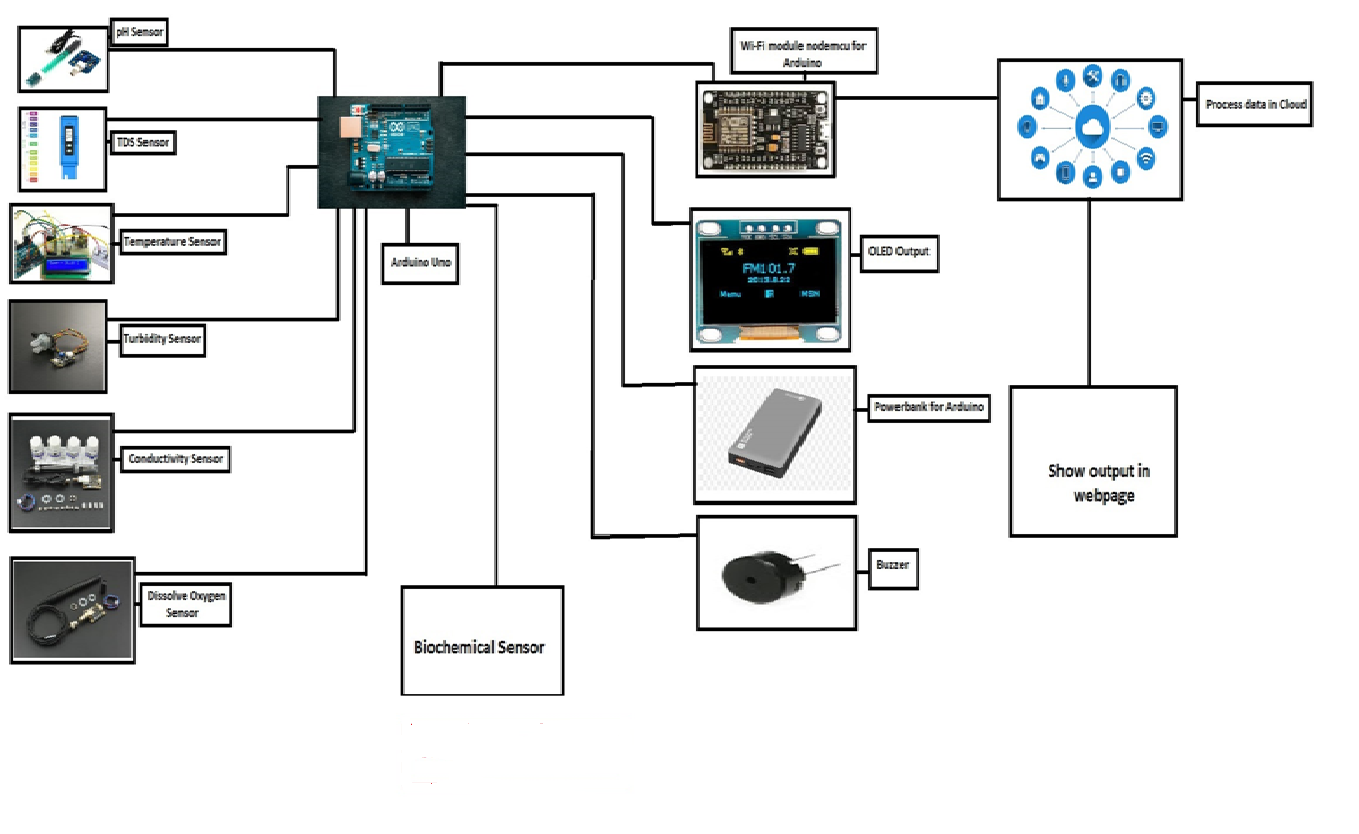 pH Sensor
Wi-Fi module nodemcu for
Arduino
Process data in Cloud
TDS Sensor
Temperature Sensor
Arduino Uno
OLED Output
FM101.7
Menu
MSN
Turbidity Sensor
Powerbank for Arduino
Conductivity Sensor
Show output in
webpage
Buzzer
Dissolve Oxygen
Sensor
Biochemical Sensor